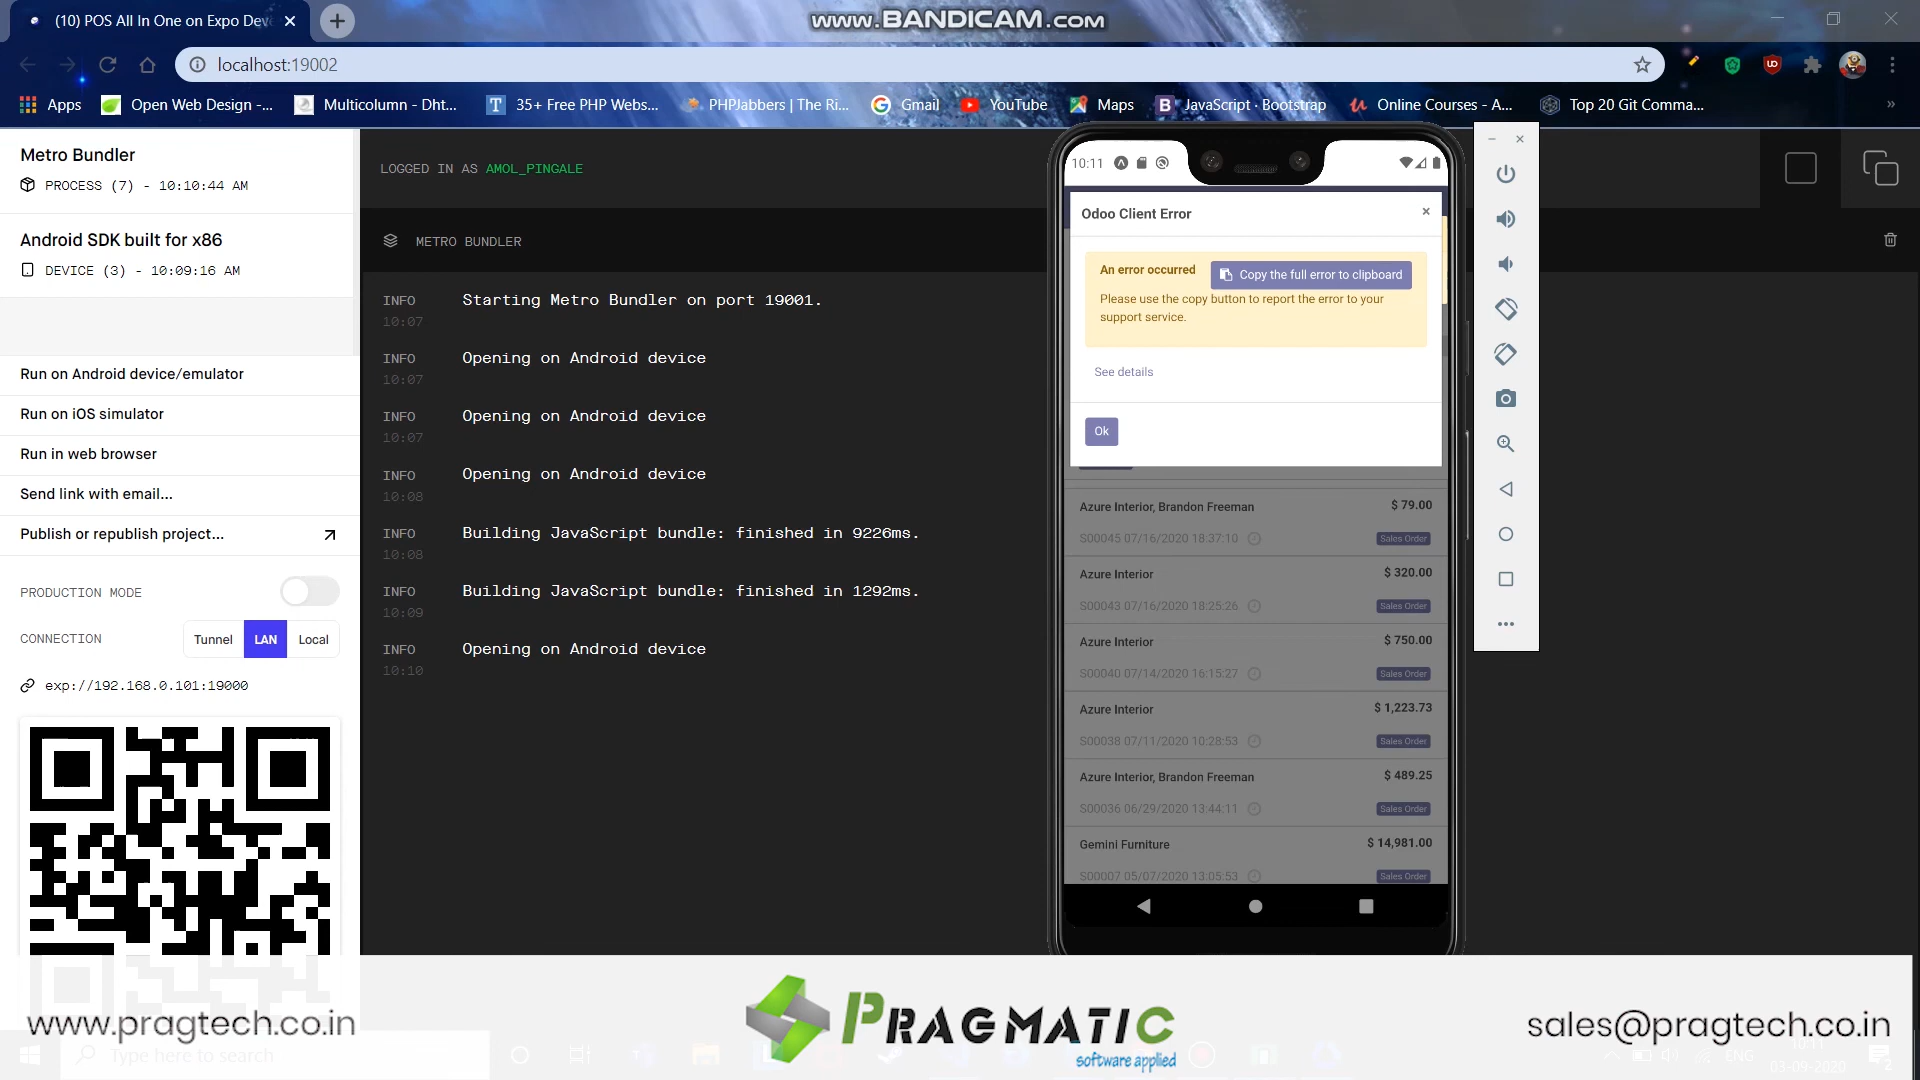 (10) POS All In One on Expo Dev
www.BANDICAM.com
localhost:19002
Apps
Open Web Design -...
Multicolumn - Dht...
35+ Free PHP Webs...
PHPJabbers | The Ri...
Gmail
YouTube
Maps
JavaScript · Bootstrap
Online Courses - A...
Top 20 Git Comma...
»
Metro Bundler
PROCESS (7) - 10:10:44 AM
Android SDK built for x86
DEVICE (3) - 10:09:16 AM
Run on Android device/emulator
Run on iOS simulator
Run in web browser
Send link with email...
Publish or republish project...
PRODUCTION MODE
CONNECTION
Tunnel
LAN
Local
exp://192.168.0.101:19000
LOGGED IN AS AMOL_PINGALE
METRO BUNDLER
INFO Starting Metro Bundler on port 19001.
10:07
INFO Opening on Android device
10:07
INFO Opening on Android device
10:07
INFO Opening on Android device
10:08
INFO Building JavaScript bundle: finished in 9226ms.
10:08
INFO Building JavaScript bundle: finished in 1292ms.
10:09
INFO Opening on Android device
10:10
10:11
Odoo Client Error
×
An error occurred
Copy the full error to clipboard
Please use the copy button to report the error to your
support service.
See details
Ok
Azure Interior, Brandon Freeman $ 79.00
S00045 07/16/2020 18:37:10 Sales Order
Azure Interior $ 320.00
S00043 07/16/2020 18:25:26 Sales Order
Azure Interior $ 750.00
S00040 07/14/2020 16:15:27 Sales Order
Azure Interior $ 1,223.73
S00038 07/11/2020 10:28:53 Sales Order
Azure Interior, Brandon Freeman $ 489.25
S00036 06/29/2020 13:44:11 Sales Order
Gemini Furniture $ 14,981.00
S00007 05/07/2020 13:05:53 Sales Order
www.pragtech.co.in
PRAGMATIC
software applied
sales@pragtech.co.in
Type here to search
ENG
10:11
03-09-2020